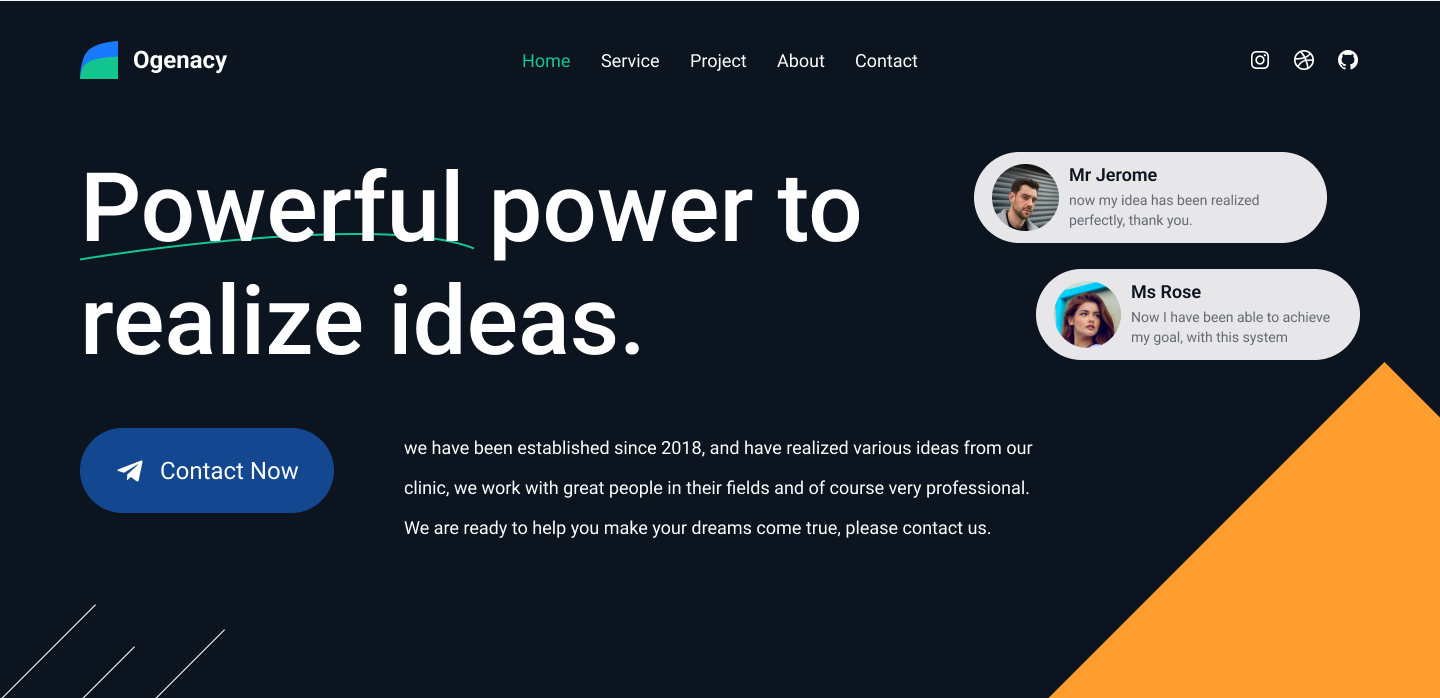 Ogenacy
Home Service Project About Contact
Powerful power to
realize ideas.
Mr Jerome
now my idea has been realized
perfectly, thank you.
Ms Rose
Now I have been able to achieve
my goal, with this system
Contact Now
we have been established since 2018, and have realized various ideas from our
clinic, we work with great people in their fields and of course very professional.
We are ready to help you make your dreams come true, please contact us.